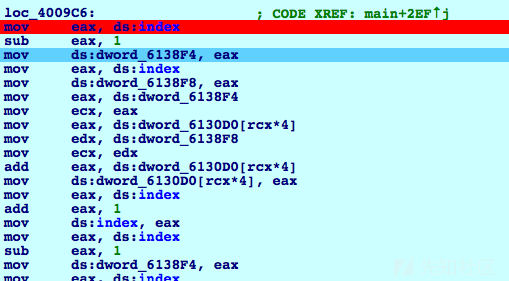 loc_4009C6: ; CODE XREF: main+2EF↑j
mov eax, ds:index
sub eax, 1
mov ds:dword_6138F4, eax
mov eax, ds:index
mov ds:dword_6138F8, eax
mov eax, ds:dword_6138F4
mov ecx, eax
mov eax, ds:dword_6130D0[rcx*4]
mov edx, ds:dword_6138F8
mov ecx, edx
add eax, ds:dword_6130D0[rcx*4]
mov ds:dword_6130D0[rcx*4], eax
mov eax, ds:index
add eax, 1
mov ds:index, eax
mov eax, ds:index
sub eax, 1
mov ds:dword_6138F4, eax
mov eax, ds:index